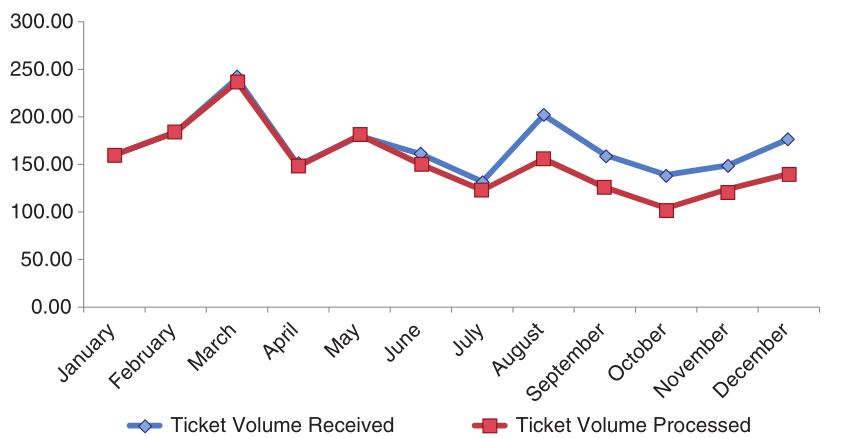 300.00
250.00
200.00
150.00
100.00
50.00
0.00
January
February
March
April
May
June
July
August
September
October
November
December
Ticket Volume Received
Ticket Volume Processed